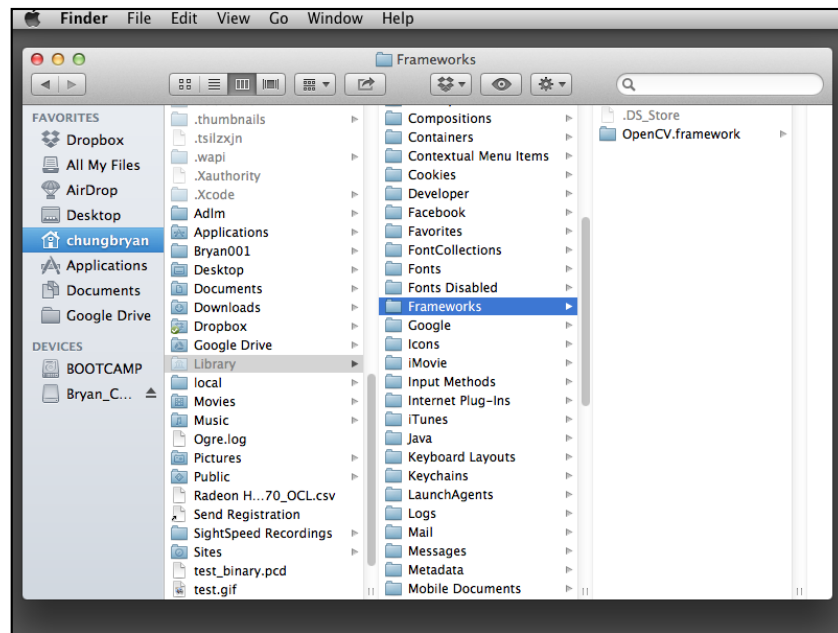 Finder File Edit View Go Window Help
Frameworks
FAVORITES
Dropbox
All My Files
AirDrop
Desktop
chungbryan
Applications
Documents
Google Drive
DEVICES
BOOTCAMP
Bryan_C...
.thumbnails
.tsilzxjn
.wapi
.Xauthority
.Xcode
Adlm
Applications
Bryan001
Desktop
Documents
Downloads
Dropbox
Google Drive
Library
local
Movies
Music
Ogre.log
Pictures
Public
Radeon H...70_OCL.csv
Send Registration
SightSpeed Recordings
Sites
test_binary.pcd
test.gif
Compositions
Containers
Contextual Menu Items
Cookies
Developer
Facebook
Favorites
FontCollections
Fonts
Fonts Disabled
Frameworks
Google
Icons
iMovie
Input Methods
Internet Plug-Ins
iTunes
Java
Keyboard Layouts
Keychains
LaunchAgents
Logs
Mail
Messages
Metadata
Mobile Documents
.DS_Store
OpenCV.framework